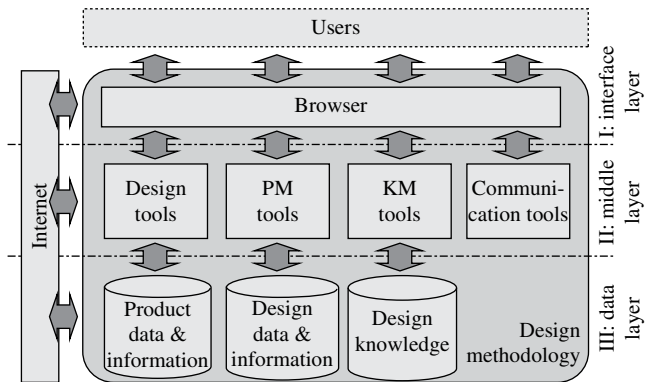 Users
Browser
I: interface
layer
Internet
Design
tools
PM
tools
KM
tools
Communi-
cation tools
II: middle
layer
Product
data &
information
Design
data &
information
Design
knowledge
Design
methodology
III: data
layer